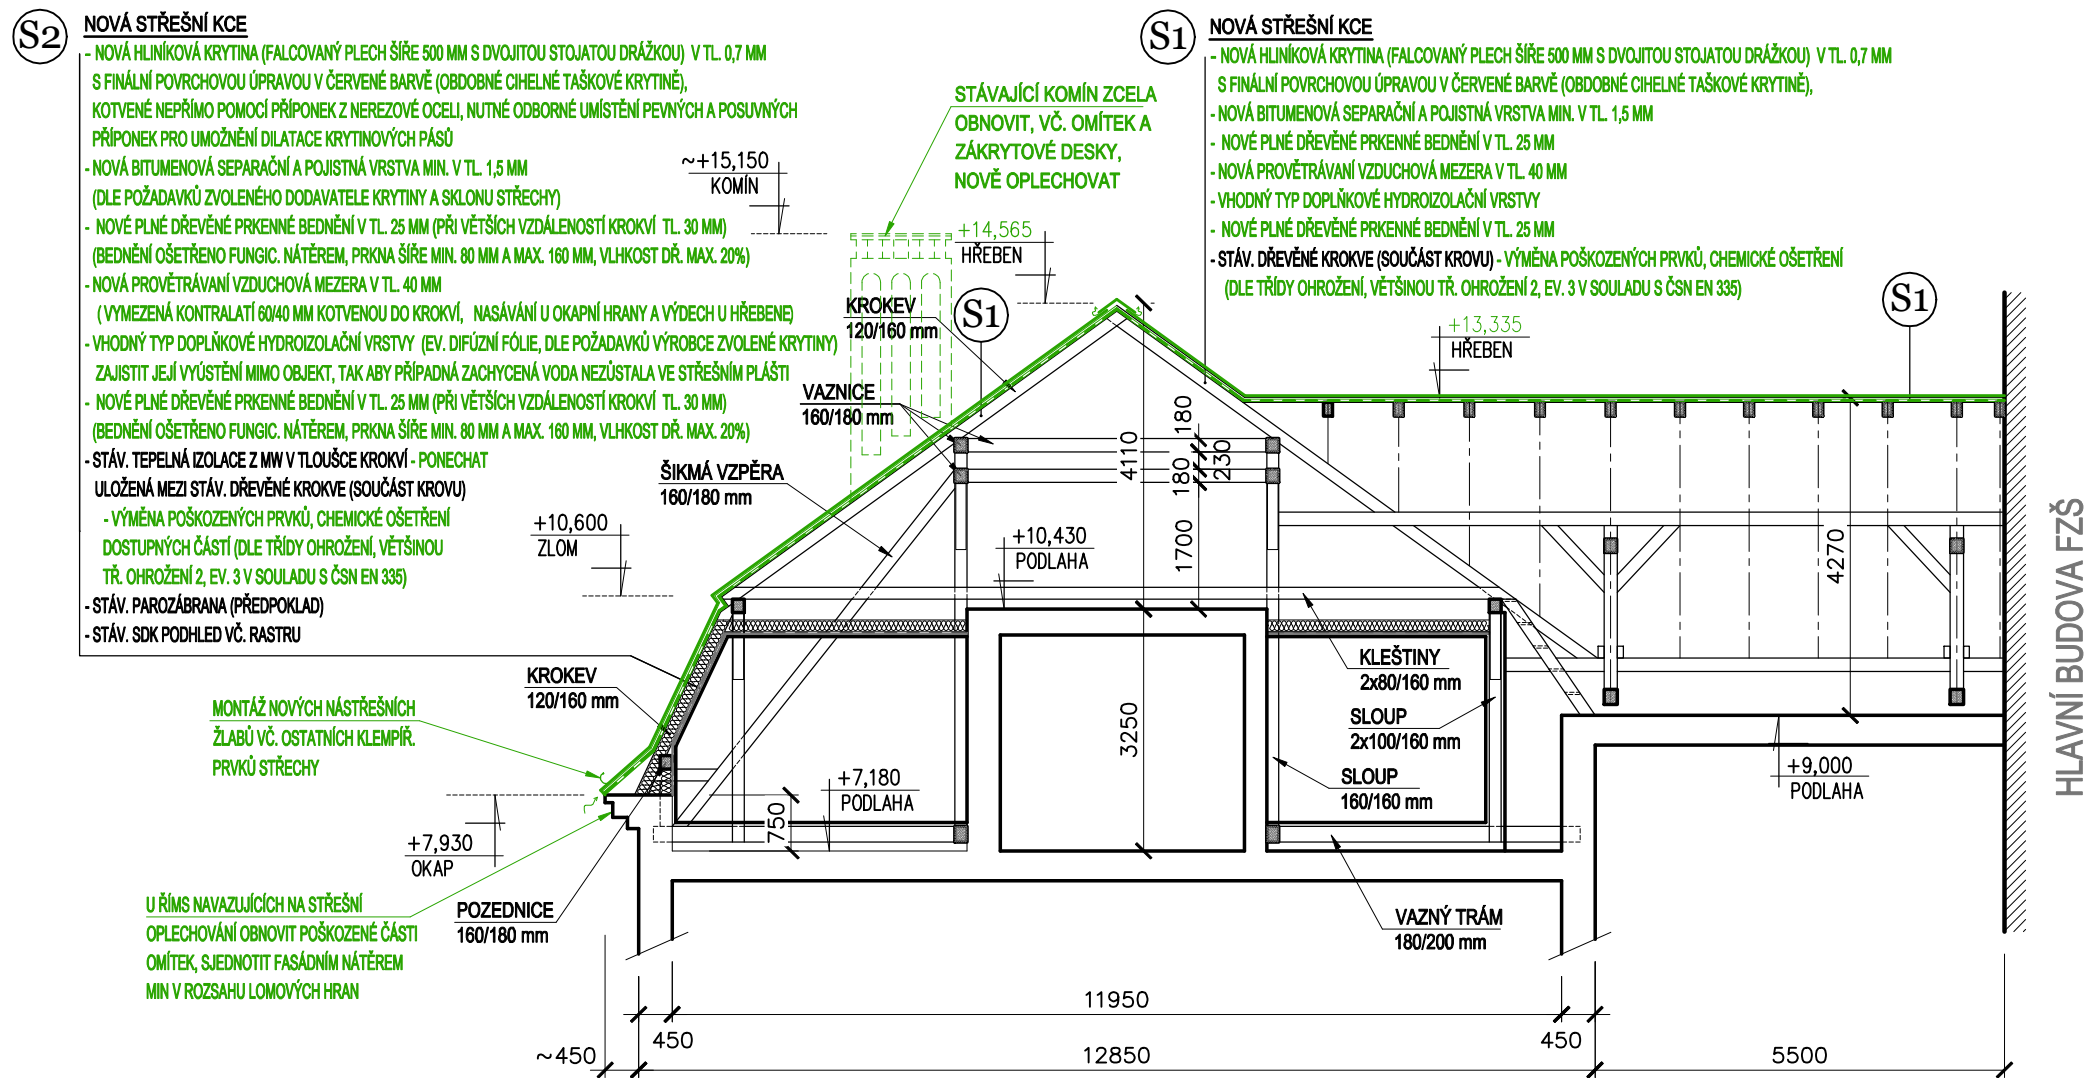 S2
NOVÁ STŘEŠNÍ KCE
- NOVÁ HLINÍKOVÁ KRYTINA (FALCOVANÝ PLECH ŠÍŘE 500 MM S DVOJITOU STOJATOU DRÁŽKOU) V TL. 0,7 MM
S FINÁLNÍ POVRCHOVOU ÚPRAVOU V ČERVENÉ BARVĚ (OBDOBNÉ CIHELNÉ TAŠKOVÉ KRYTINĚ),
KOTVENÉ NEPŘÍMO POMOCÍ PŘÍPONEK Z NEREZOVÉ OCELI, NUTNÉ ODBORNÉ UMÍSTĚNÍ PEVNÝCH A POSUVNÝCH
PŘÍPONEK PRO UMOŽNĚNÍ DILATACE KRYTINOVÝCH PÁSŮ
- NOVÁ BITUMENOVÁ SEPARAČNÍ A POJISTNÁ VRSTVA MIN. V TL. 1,5 MM
(DLE POŽADAVKŮ ZVOLENÉHO DODAVATELE KRYTINY A SKLONU STŘECHY)
- NOVÉ PLNÉ DŘEVĚNÉ PRKENNÉ BEDNĚNÍ V TL. 25 MM (PŘI VĚTŠÍCH VZDÁLENOSTÍ KROKVÍ TL. 30 MM)
(BEDNĚNÍ OŠETŘENO FUNGIC. NÁTĚREM, PRKNA ŠÍŘE MIN. 80 MM A MAX. 160 MM, VLHKOST DŘ. MAX. 20%)
- NOVÁ PROVĚTRÁVANÍ VZDUCHOVÁ MEZERA V TL. 40 MM
( VYMEZENÁ KONTRALATÍ 60/40 MM KOTVENOU DO KROKVÍ, NASÁVÁNÍ U OKAPNÍ HRANY A VÝDECH U HŘEBENE)
- VHODNÝ TYP DOPLŇKOVÉ HYDROIZOLAČNÍ VRSTVY (EV. DIFÚZNÍ FÓLIE, DLE POŽADAVKŮ VÝROBCE ZVOLENÉ KRYTINY)
ZAJISTIT JEJÍ VYÚSTĚNÍ MIMO OBJEKT, TAK ABY PŘÍPADNÁ ZACHYCENÁ VODA NEZŮSTALA VE STŘEŠNÍM PLÁŠTI
- NOVÉ PLNÉ DŘEVĚNÉ PRKENNÉ BEDNĚNÍ V TL. 25 MM (PŘI VĚTŠÍCH VZDÁLENOSTÍ KROKVÍ TL. 30 MM)
(BEDNĚNÍ OŠETŘENO FUNGIC. NÁTĚREM, PRKNA ŠÍŘE MIN. 80 MM A MAX. 160 MM, VLHKOST DŘ. MAX. 20%)
- STÁV. TEPELNÁ IZOLACE Z MW V TLOUŠCE KROKVÍ - PONECHAT
ULOŽENÁ MEZI STÁV. DŘEVĚNÉ KROKVE (SOUČÁST KROVU)
- VÝMĚNA POŠKOZENÝCH PRVKŮ, CHEMICKÉ OŠETŘENÍ
DOSTUPNÝCH ČÁSTÍ (DLE TŘÍDY OHROŽENÍ, VĚTŠINOU
TŘ. OHROŽENÍ 2, EV. 3 V SOULADU S ČSN EN 335)
- STÁV. PAROZÁBRANA (PŘEDPOKLAD)
- STÁV. SDK PODHLED VČ. RASTRU
S1
NOVÁ STŘEŠNÍ KCE
- NOVÁ HLINÍKOVÁ KRYTINA (FALCOVANÝ PLECH ŠÍŘE 500 MM S DVOJITOU STOJATOU DRÁŽKOU) V TL. 0,7 MM
S FINÁLNÍ POVRCHOVOU ÚPRAVOU V ČERVENÉ BARVĚ (OBDOBNÉ CIHELNÉ TAŠKOVÉ KRYTINĚ),
- NOVÁ BITUMENOVÁ SEPARAČNÍ A POJISTNÁ VRSTVA MIN. V TL. 1,5 MM
- NOVÉ PLNÉ DŘEVĚNÉ PRKENNÉ BEDNĚNÍ V TL. 25 MM
- NOVÁ PROVĚTRÁVANÍ VZDUCHOVÁ MEZERA V TL. 40 MM
- VHODNÝ TYP DOPLŇKOVÉ HYDROIZOLAČNÍ VRSTVY
- NOVÉ PLNÉ DŘEVĚNÉ PRKENNÉ BEDNĚNÍ V TL. 25 MM
- STÁV. DŘEVĚNÉ KROKVE (SOUČÁST KROVU) - VÝMĚNA POŠKOZENÝCH PRVKŮ, CHEMICKÉ OŠETŘENÍ
(DLE TŘÍDY OHROŽENÍ, VĚTŠINOU TŘ. OHROŽENÍ 2, EV. 3 V SOULADU S ČSN EN 335)
STÁVAJÍCÍ KOMÍN ZCELA
OBNOVIT, VČ. OMÍTEK A
ZÁKRYTOVÉ DESKY,
NOVĚ OPLECHOVAT
~+15,150
KOMÍN
+14,565
HŘEBEN
S1
S1
+13,335
HŘEBEN
KROKEV
120/160 mm
VAZNICE
160/180 mm
ŠIKMÁ VZPĚRA
160/180 mm
+10,600
ZLOM
+10,430
PODLAHA
4110
180
230
180
1700
4270
3250
750
KROKEV
120/160 mm
KLEŠTINY
2x80/160 mm
SLOUP
2x100/160 mm
SLOUP
160/160 mm
+7,180
PODLAHA
+9,000
PODLAHA
MONTÁŽ NOVÝCH NÁSTŘEŠNÍCH
ŽLABŮ VČ. OSTATNÍCH KLEMPÍŘ.
PRVKŮ STŘECHY
+7,930
OKAP
U ŘÍMS NAVAZUJÍCÍCH NA STŘEŠNÍ
OPLECHOVÁNÍ OBNOVIT POŠKOZENÉ ČÁSTI
OMÍTEK, SJEDNOTIT FASÁDNÍM NÁTĚREM
MIN V ROZSAHU LOMOVÝCH HRAN
POZEDNICE
160/180 mm
VAZNÝ TRÁM
180/200 mm
HLAVNÍ BUDOVA FZŠ
11950
450
450
~450
12850
5500